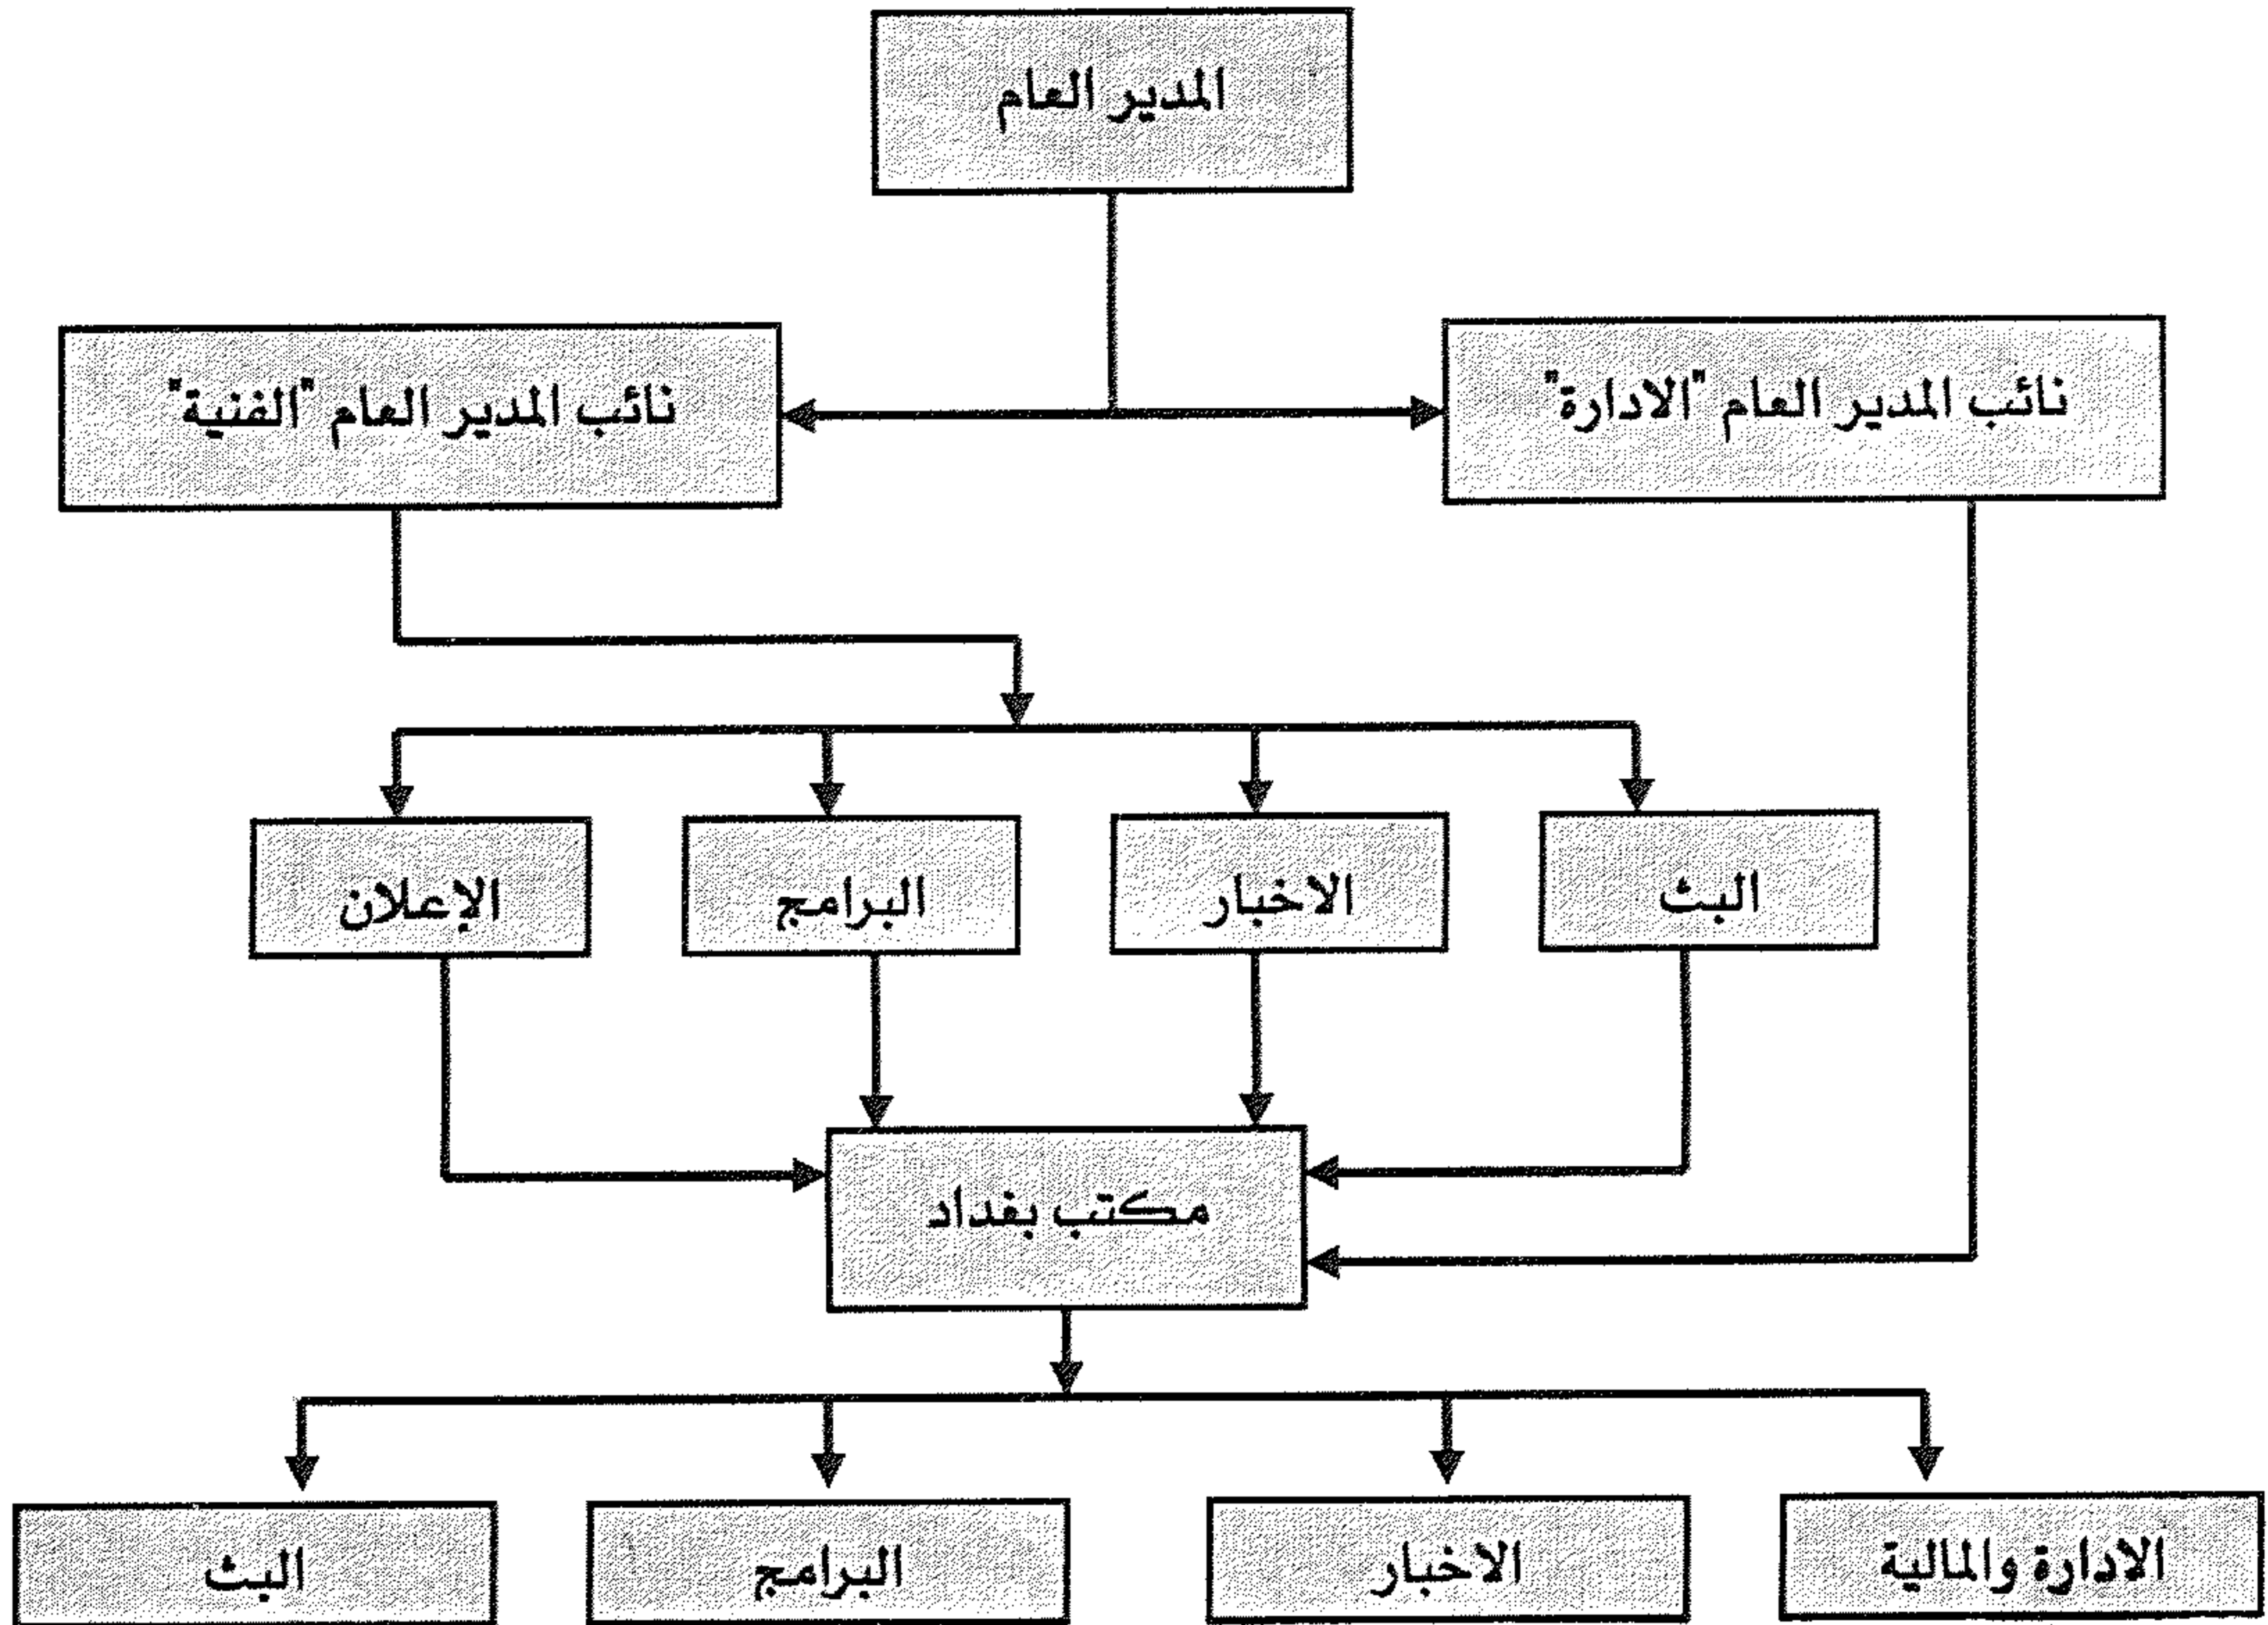 المدير العام
نائب المدير العام "الادارة"
نائب المدير العام "الفنية"
البث
الاخبار
البرامج
الإعلان
مكتب بغداد
الادارة والمالية
الاخبار
البرامج
البث